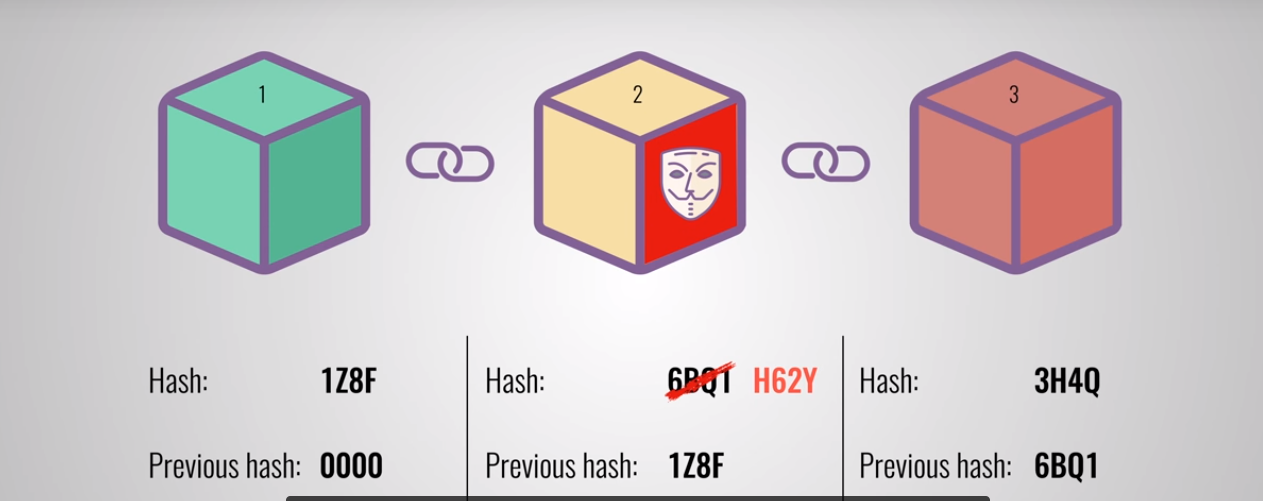 1
2
3
Hash: 1Z8F
Previous hash: 0000
Hash: 6BQ1 H62Y
Previous hash: 1Z8F
Hash: 3H4Q
Previous hash: 6BQ1